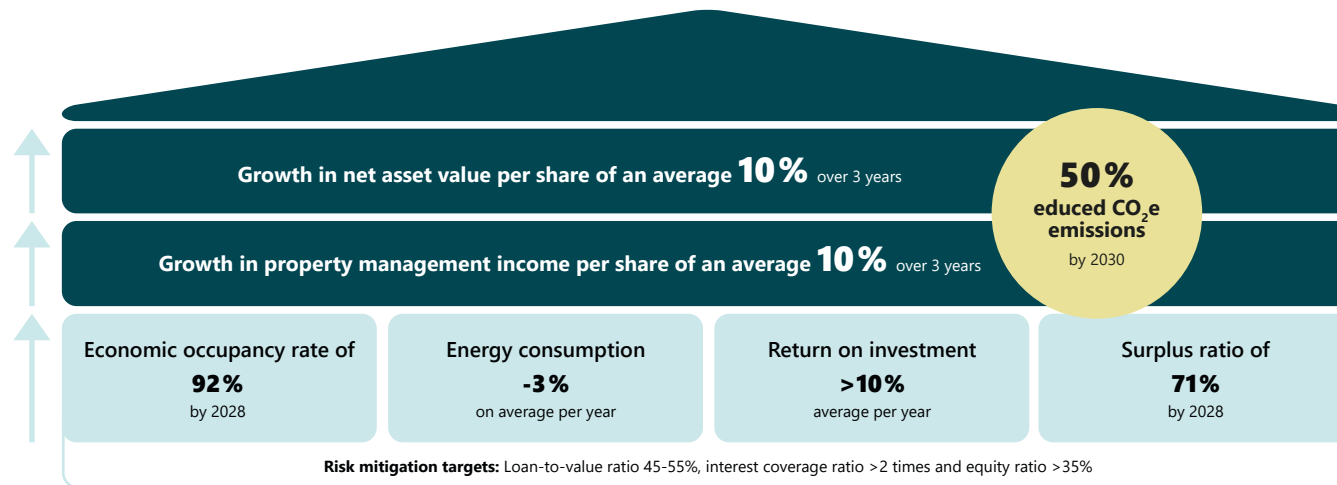 Growth in net asset value per share of an average 10% over 3 years
50%
educed CO₂e
emissions
by 2030
Growth in property management income per share of an average 10% over 3 years
Economic occupancy rate of
92%
by 2028
Energy consumption
-3%
on average per year
Return on investment
>10%
average per year
Surplus ratio of
71%
by 2028
Risk mitigation targets: Loan-to-value ratio 45-55%, interest coverage ratio >2 times and equity ratio >35%